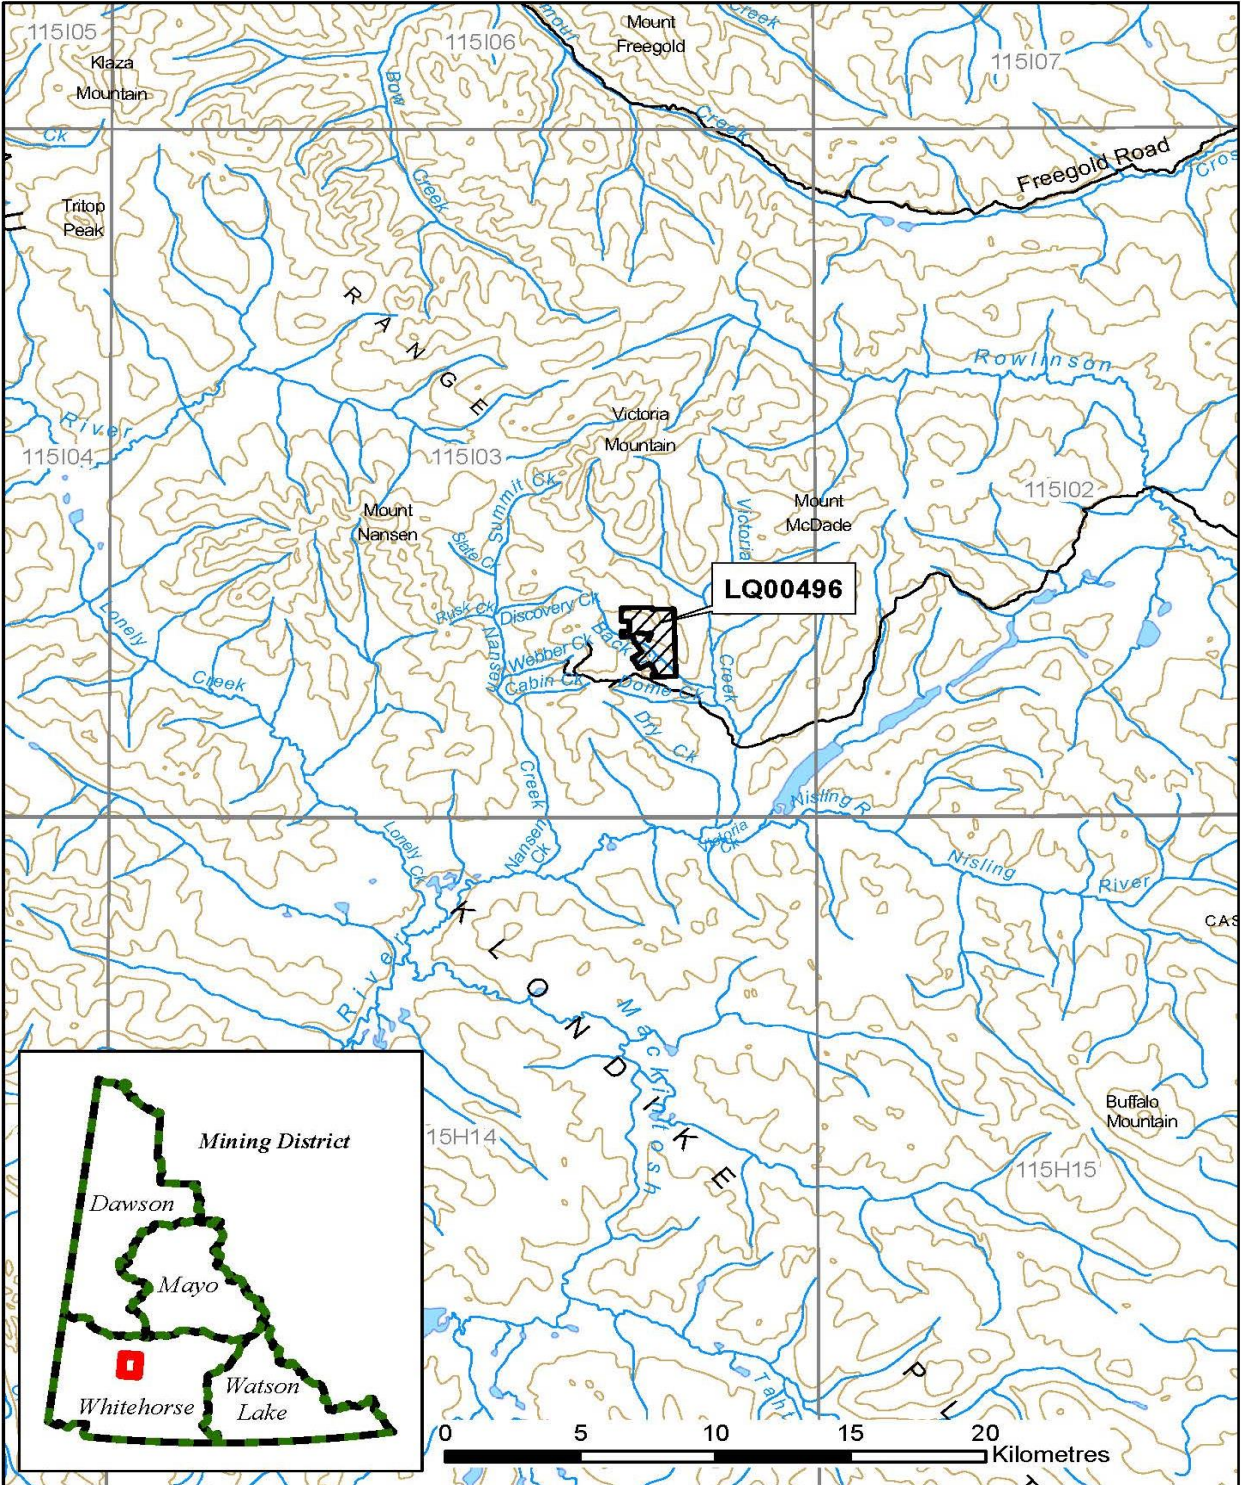 115I05
Klaza
Mountain
115I06
Mount
Freegold
Creek
115I07
Bow
Creek
Creek
Ck
Freegold Road
Tritop
Peak
RANGE
Rowlinson
River
115I04
115I03
Victoria
Mountain
115I02
Summit Ck
Mount
Nansen
Mount
McDade
Slate Ck
Victoria
Creek
LQ00496
Rusk Ck
Discovery Ck
Back
Nansen
Creek
Webber Ck
Cabin Ck
Dome Ck
Lonely
Creek
Dry Ck
Nisling R
Lonely Ck
Nansen
Ck
Victoria
Ck
Nisling
River
KLONDIKE
River
Mackintosh
Buffalo
Mountain
15H14
115H15
Mining District
Dawson
Mayo
Whitehorse
Watson
Lake
0 5 10 15 20
Kilometres